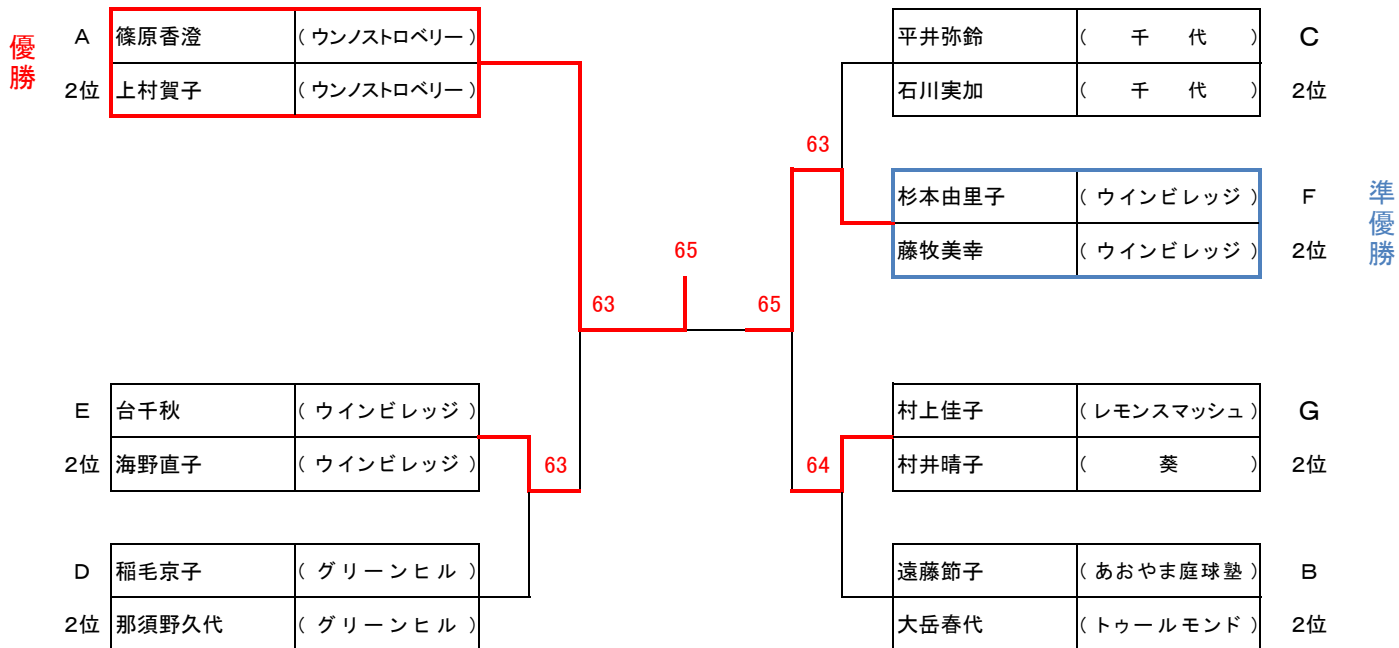 優勝
A 篠原香澄 (ウンノストロベリー)
2位 上村賀子 (ウンノストロベリー)
E 台千秋 (ウインビレッジ)
2位 海野直子 (ウインビレッジ)
D 稲毛京子 (グリーンヒル)
2位 那須野久代 (グリーンヒル)
63
63
65
65
63
64
平井弥鈴 (千代) C
石川実加 (千代) 2位
杉本由里子 (ウインビレッジ) F
藤牧美幸 (ウインビレッジ) 2位
準優勝
村上佳子 (レモンスマッシュ) G
村井晴子 (葵) 2位
遠藤節子 (あおやま庭球塾) B
大岳春代 (トゥールモンド) 2位